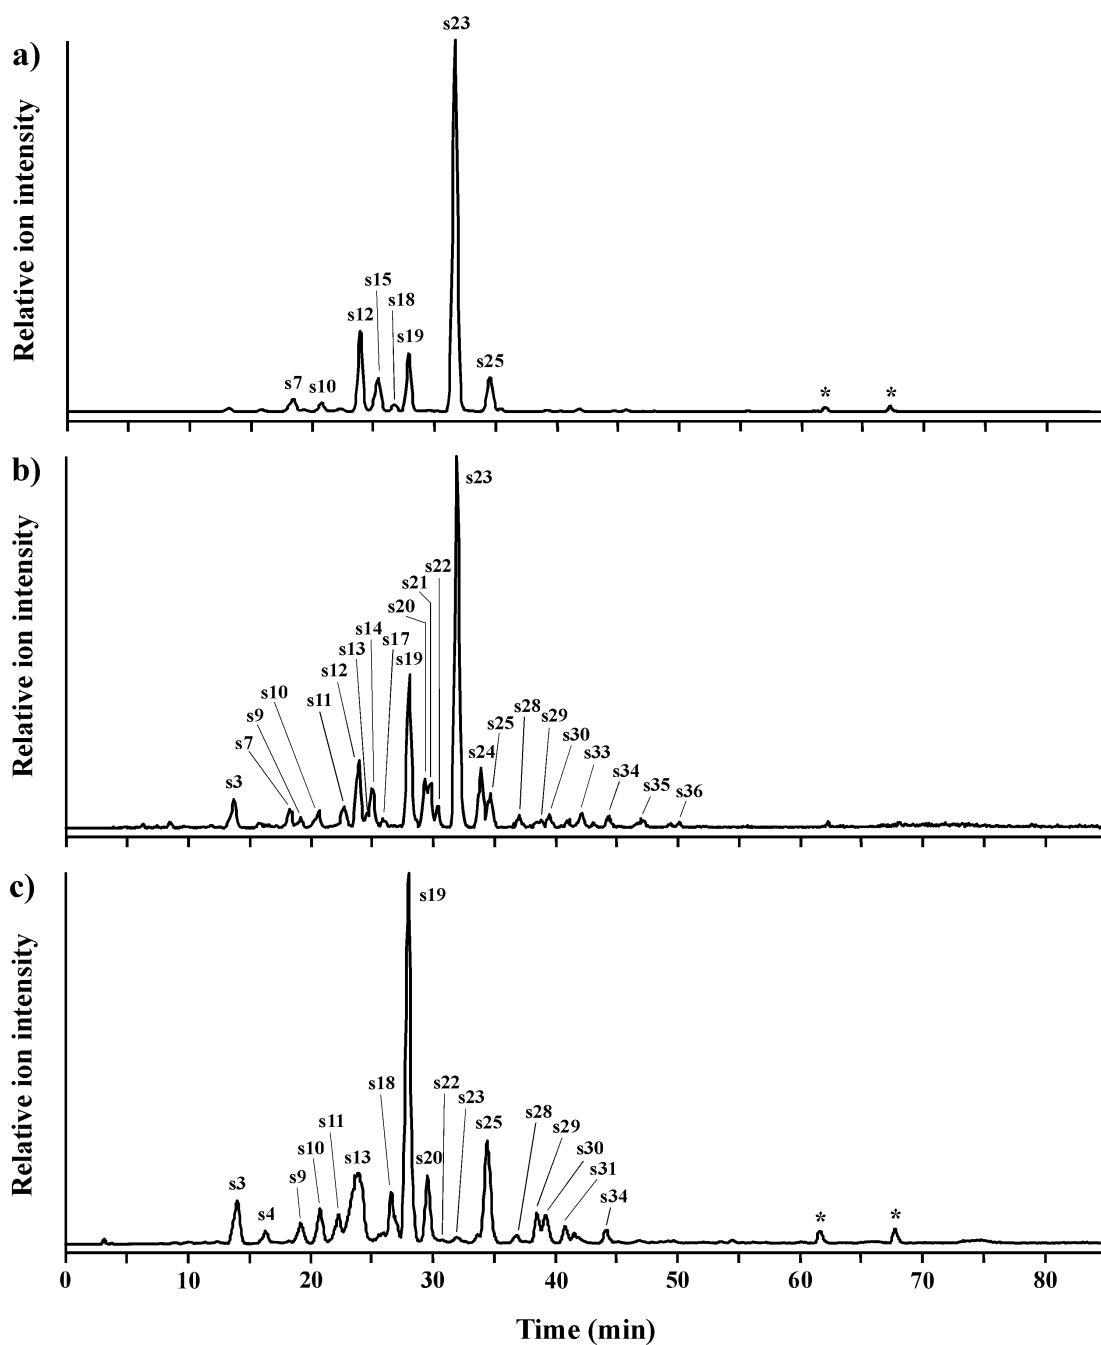 a)
Relative ion intensity
s23
s15
s18
s12
s19
s25
s7
s10
*
*
b)
Relative ion intensity
s23
s22
s21
s20
s14
s17
s13
s19
s12
s10
s11
s9
s7
s3
s24
s25
s28
s29
s30
s33
s34
s35
s36
c)
Relative ion intensity
s19
s18
s22
s23
s11
s25
s28
s29
s10
s13
s20
s30
s9
s31
s3
s4
s34
*
*
0 10 20 30 40 50 60 70 80
Time (min)